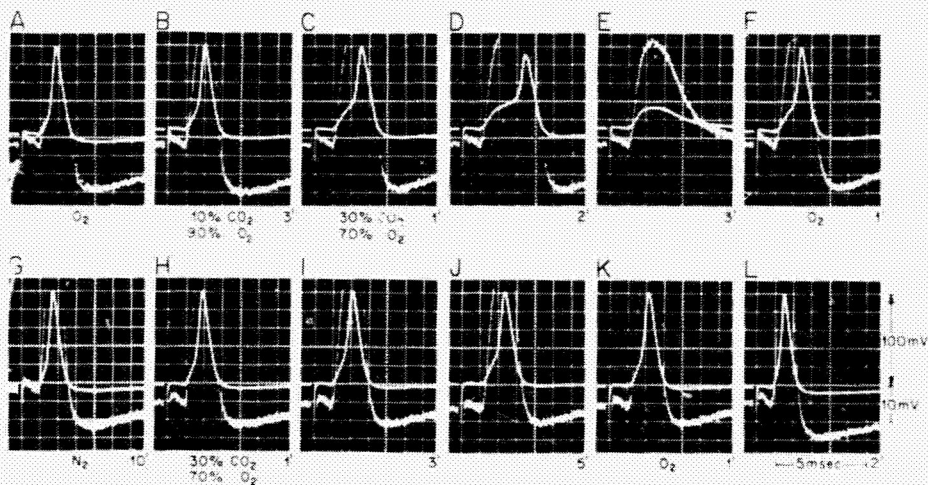 A B C D E F
O₂ 10% CO₂ 3' 30% CO₂ 1' 2' 3' O₂ 1'
90% O₂ 70% O₂
G H I J K L
100mV
10mV
N₂ 10' 30% CO₂ 1' 3' 5' O₂ 1' 5msec 2'
70% O₂